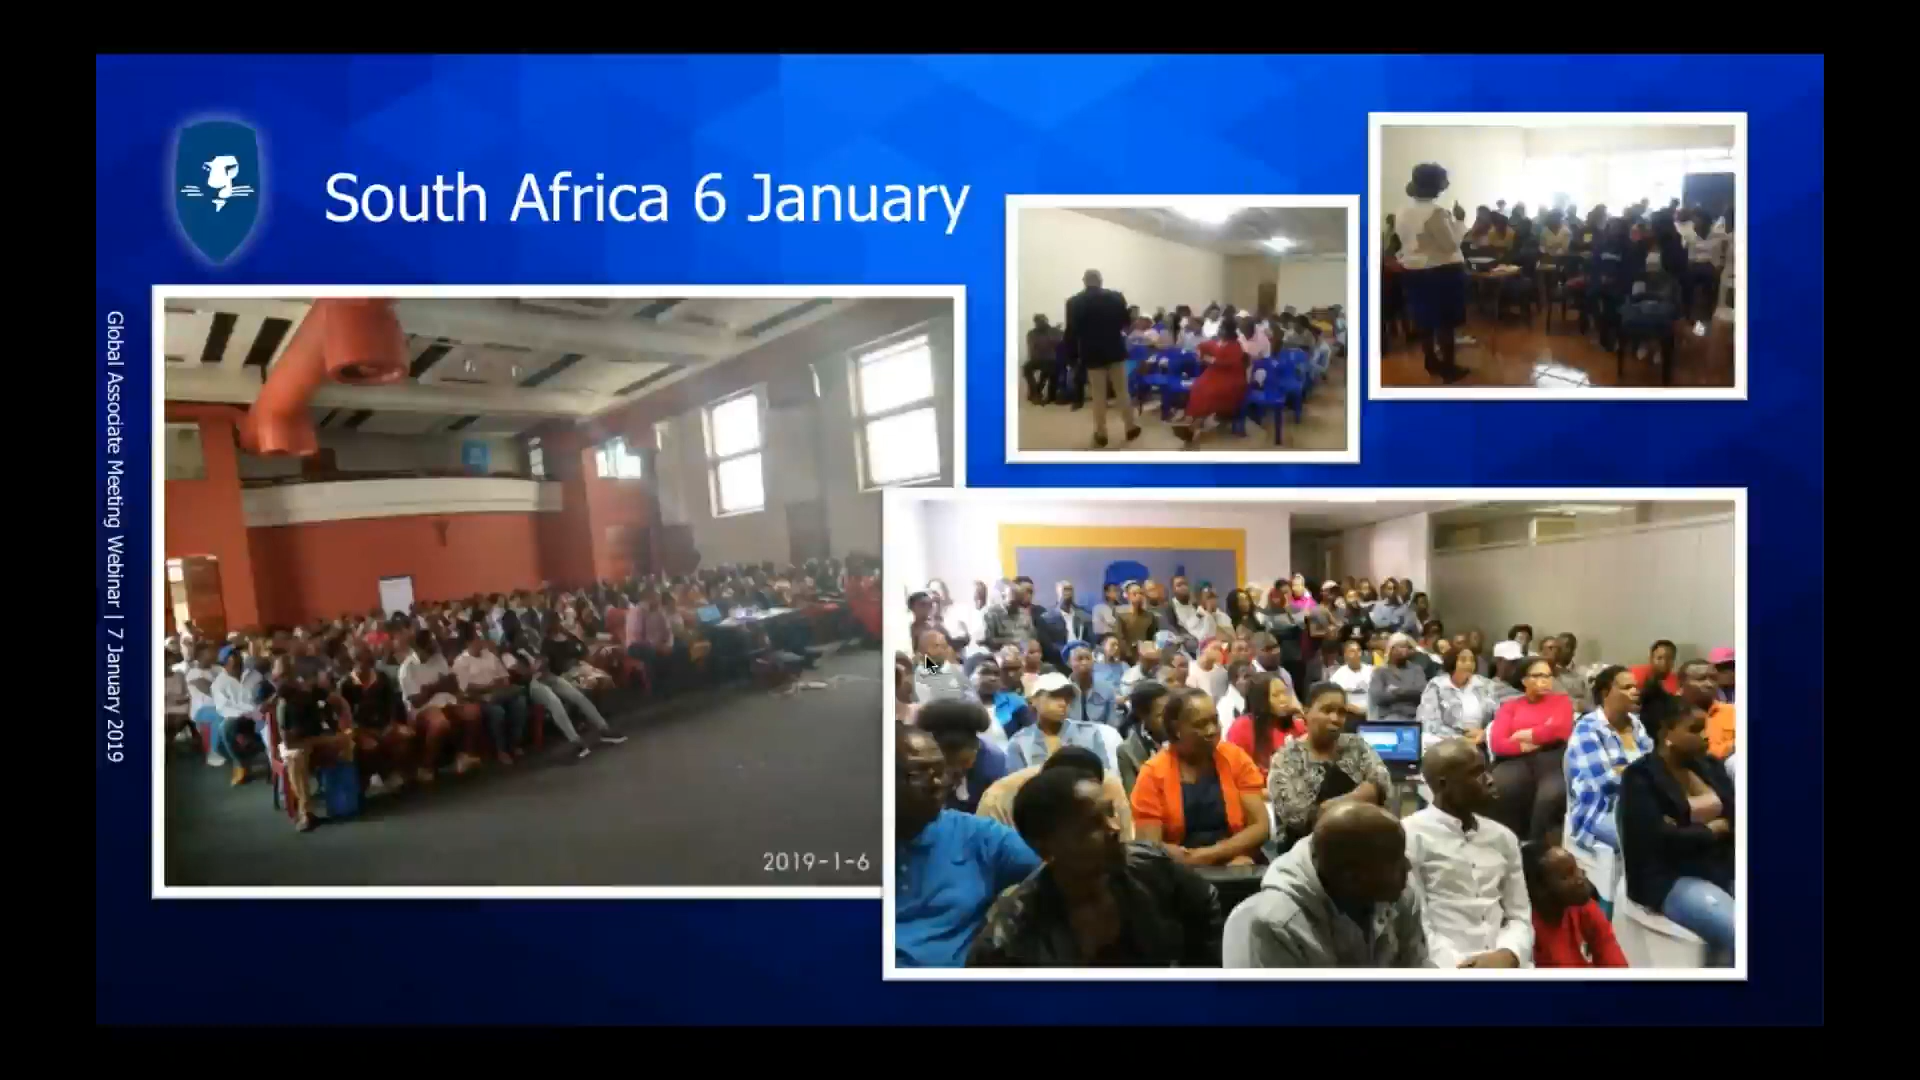 South Africa 6 January
Global Associate Meeting Webinar | 7 January 2019
2019-1-6